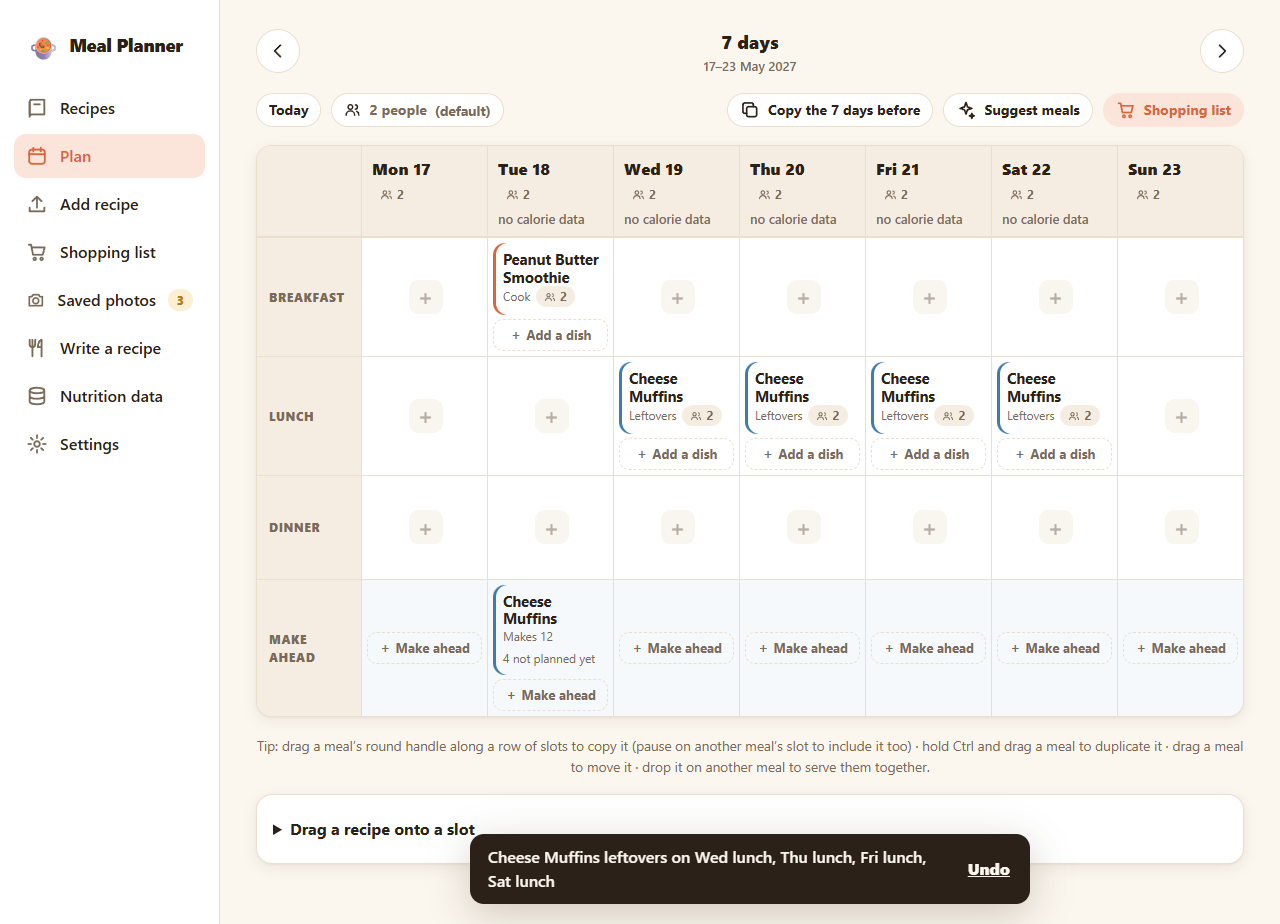 Meal Planner
Recipes
Plan
Add recipe
Shopping list
Saved photos 3
Write a recipe
Nutrition data
Settings
7 days
17–23 May 2027
Today
2 people (default)
Copy the 7 days before
Suggest meals
Shopping list
Mon 17 Tue 18 Wed 19 Thu 20 Fri 21 Sat 22 Sun 23
2 2 2 2 2 2 2
no calorie data no calorie data no calorie data no calorie data no calorie data
BREAKFAST
+
Peanut Butter
Smoothie
Cook 2
+ Add a dish
+ + + + +
LUNCH
+ +
Cheese
Muffins
Leftovers 2
+ Add a dish
Cheese
Muffins
Leftovers 2
+ Add a dish
Cheese
Muffins
Leftovers 2
+ Add a dish
Cheese
Muffins
Leftovers 2
+ Add a dish
+
DINNER
+ + + + + + +
MAKE
AHEAD
+ Make ahead
Cheese
Muffins
Makes 12
4 not planned yet
+ Make ahead
+ Make ahead
+ Make ahead
+ Make ahead
+ Make ahead
+ Make ahead
Tip: drag a meal’s round handle along a row of slots to copy it (pause on another meal’s slot to include it too) · hold Ctrl and drag a meal to duplicate it · drag a meal
to move it · drop it on another meal to serve them together.
Drag a recipe onto a slot
Cheese Muffins leftovers on Wed lunch, Thu lunch, Fri lunch,
Sat lunch
Undo